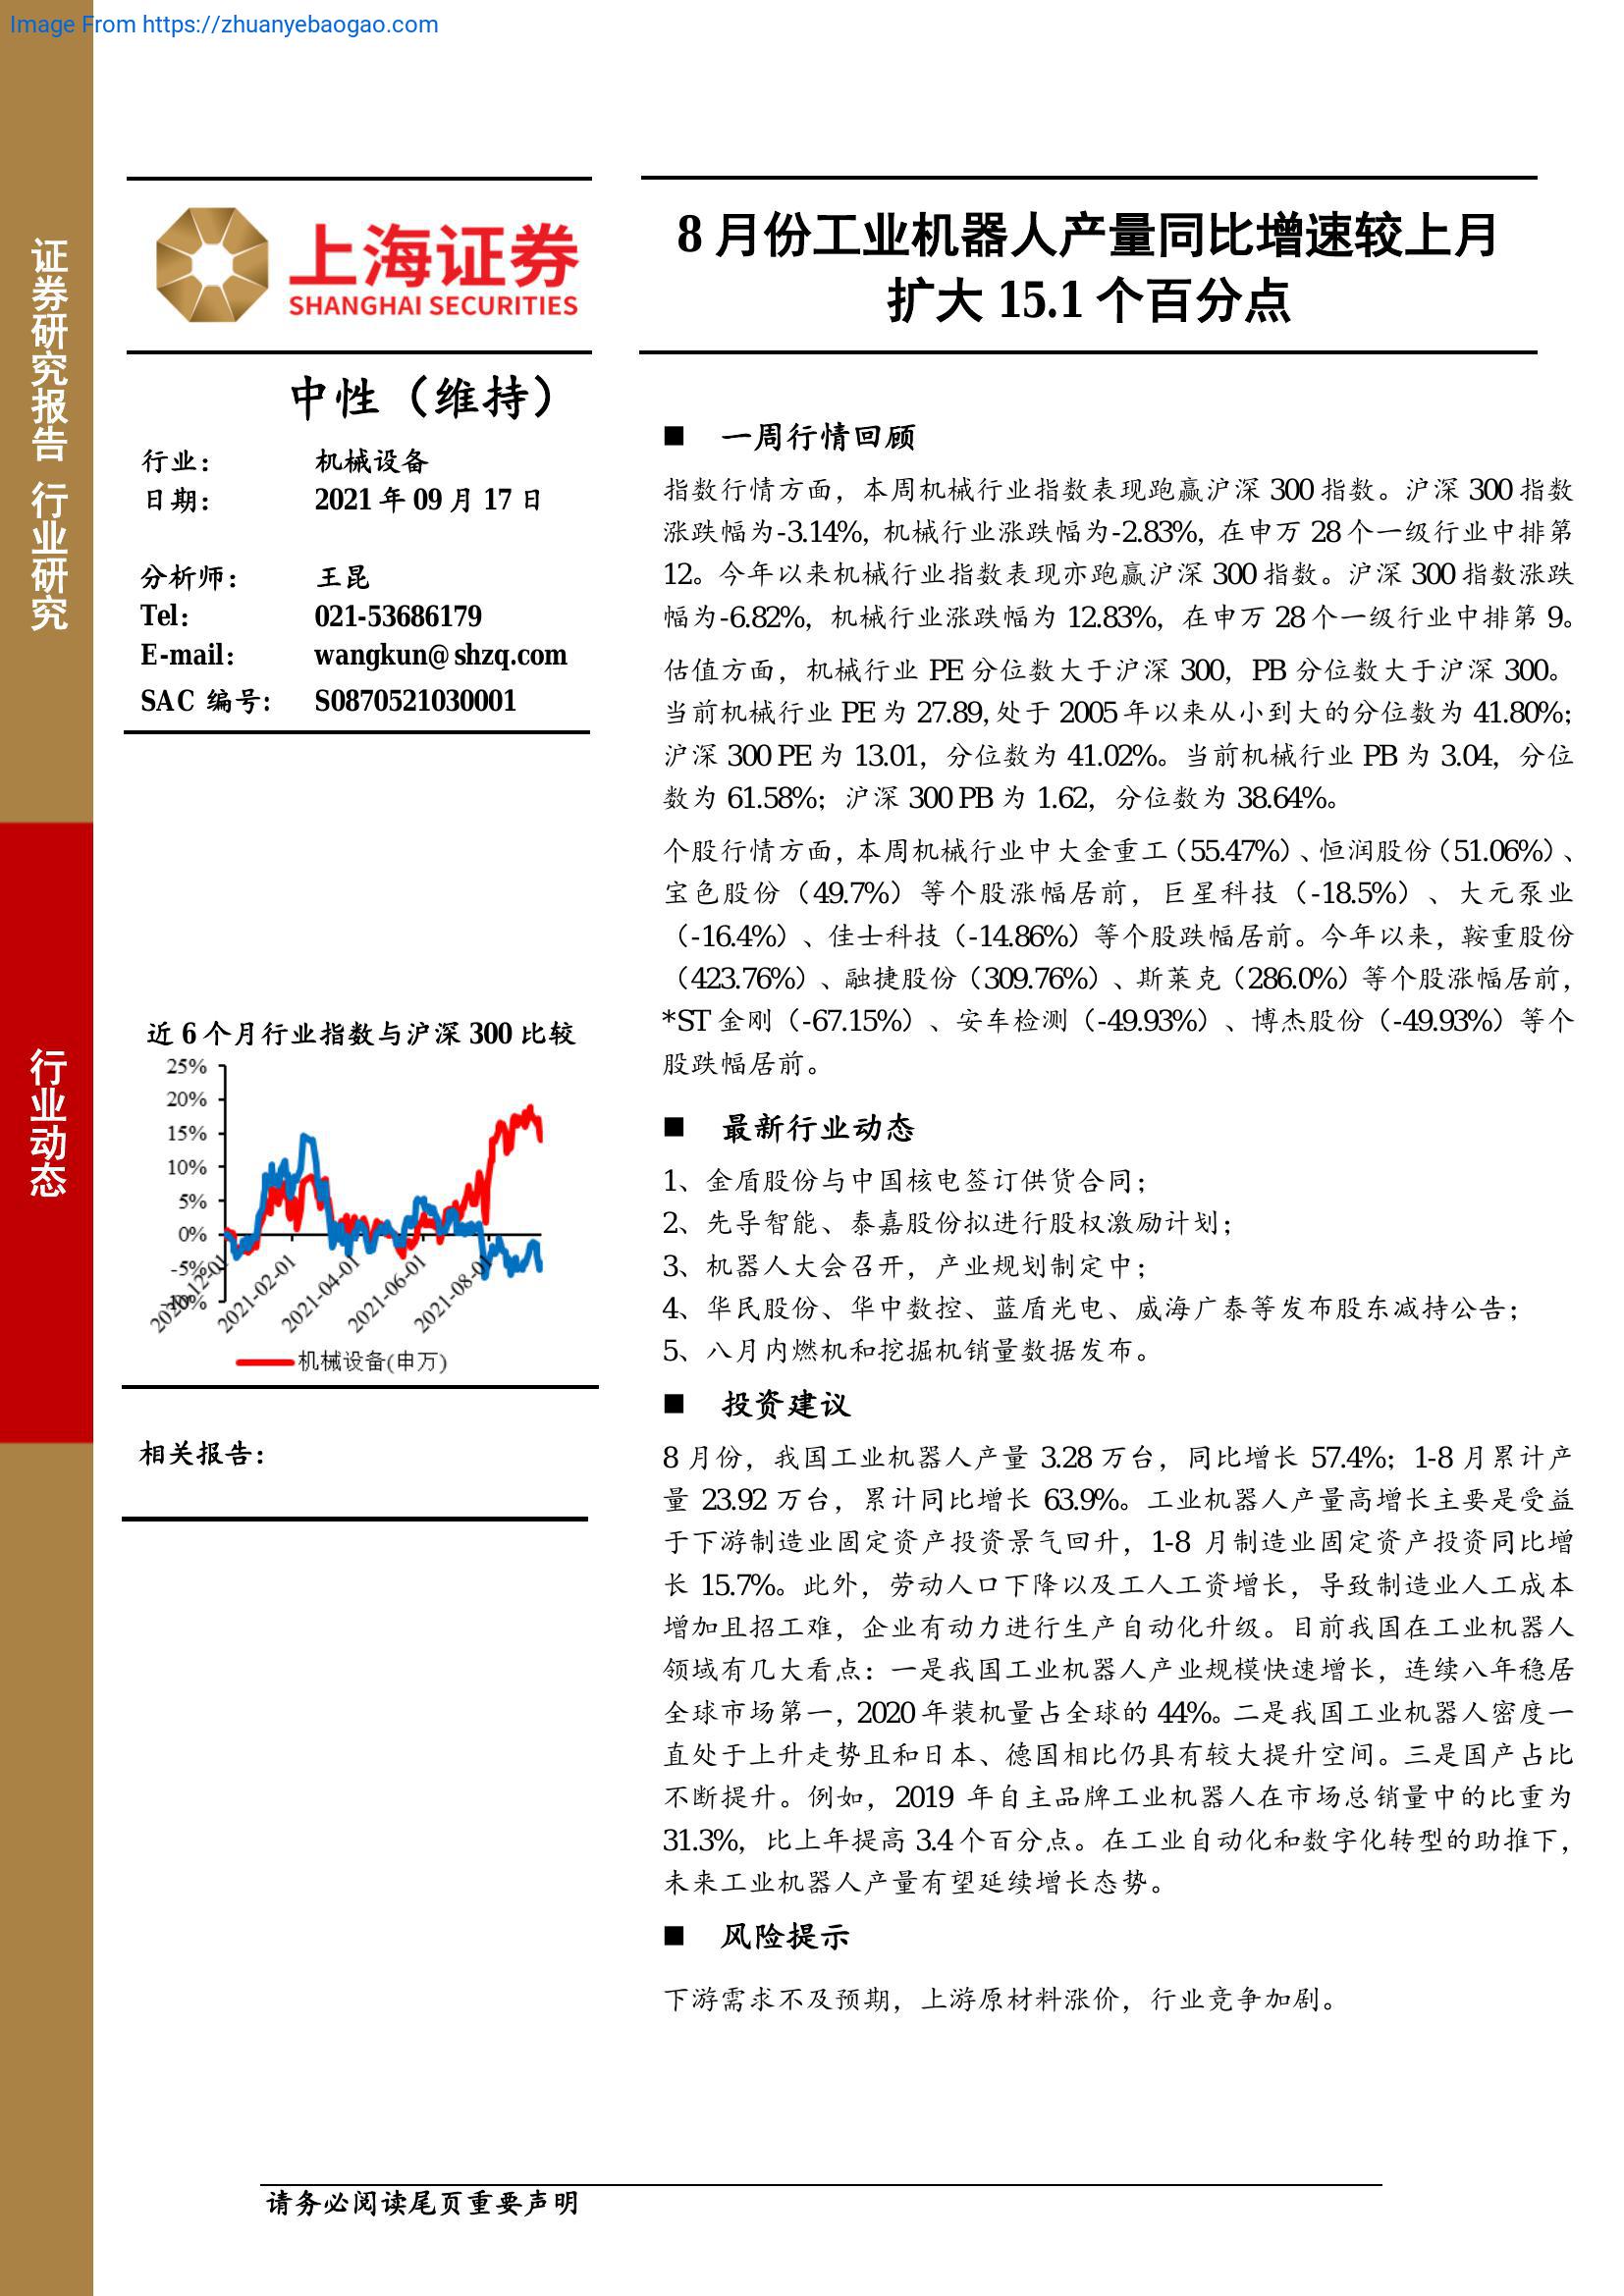 Image From https://zhuanyebaogao.com
证券研究报告 行业研究
行业动态
上海证券
SHANGHAI SECURITIES
8 月份工业机器人产量同比增速较上月
扩大 15.1 个百分点
中性（维持）
行业： 机械设备
日期： 2021 年 09 月 17 日
分析师： 王昆
Tel： 021-53686179
E-mail： wangkun@shzq.com
SAC 编号： S0870521030001
近 6 个月行业指数与沪深 300 比较
25%
20%
15%
10%
5%
0%
-5%
-10%
2020-12-01
2021-02-01
2021-04-01
2021-06-01
2021-08-01
机械设备(申万)
相关报告：
■ 一周行情回顾
指数行情方面，本周机械行业指数表现跑赢沪深 300 指数。沪深 300 指数
涨跌幅为-3.14%，机械行业涨跌幅为-2.83%，在申万 28 个一级行业中排第
12。今年以来机械行业指数表现亦跑赢沪深 300 指数。沪深 300 指数涨跌
幅为-6.82%，机械行业涨跌幅为 12.83%，在申万 28 个一级行业中排第 9。
估值方面，机械行业 PE 分位数大于沪深 300，PB 分位数大于沪深 300。
当前机械行业 PE 为 27.89，处于 2005 年以来从小到大的分位数为 41.80%；
沪深 300 PE 为 13.01，分位数为 41.02%。当前机械行业 PB 为 3.04，分位
数为 61.58%；沪深 300 PB 为 1.62，分位数为 38.64%。
个股行情方面，本周机械行业中大金重工（55.47%）、恒润股份（51.06%）、
宝色股份（49.7%）等个股涨幅居前，巨星科技（-18.5%）、大元泵业
（-16.4%）、佳士科技（-14.86%）等个股跌幅居前。今年以来，鞍重股份
（423.76%）、融捷股份（309.76%）、斯莱克（286.0%）等个股涨幅居前，
*ST 金刚（-67.15%）、安车检测（-49.93%）、博杰股份（-49.93%）等个
股跌幅居前。
■ 最新行业动态
1、金盾股份与中国核电签订供货合同；
2、先导智能、泰嘉股份拟进行股权激励计划；
3、机器人大会召开，产业规划制定中；
4、华民股份、华中数控、蓝盾光电、威海广泰等发布股东减持公告；
5、八月内燃机和挖掘机销量数据发布。
■ 投资建议
8 月份，我国工业机器人产量 3.28 万台，同比增长 57.4%；1-8 月累计产
量 23.92 万台，累计同比增长 63.9%。工业机器人产量高增长主要是受益
于下游制造业固定资产投资景气回升，1-8 月制造业固定资产投资同比增
长 15.7%。此外，劳动人口下降以及工人工资增长，导致制造业人工成本
增加且招工难，企业有动力进行生产自动化升级。目前我国在工业机器人
领域有几大看点：一是我国工业机器人产业规模快速增长，连续八年稳居
全球市场第一，2020 年装机量占全球的 44%。二是我国工业机器人密度一
直处于上升走势且和日本、德国相比仍具有较大提升空间。三是国产占比
不断提升。例如，2019 年自主品牌工业机器人在市场总销量中的比重为
31.3%，比上年提高 3.4 个百分点。在工业自动化和数字化转型的助推下，
未来工业机器人产量有望延续增长态势。
■ 风险提示
下游需求不及预期，上游原材料涨价，行业竞争加剧。
请务必阅读尾页重要声明